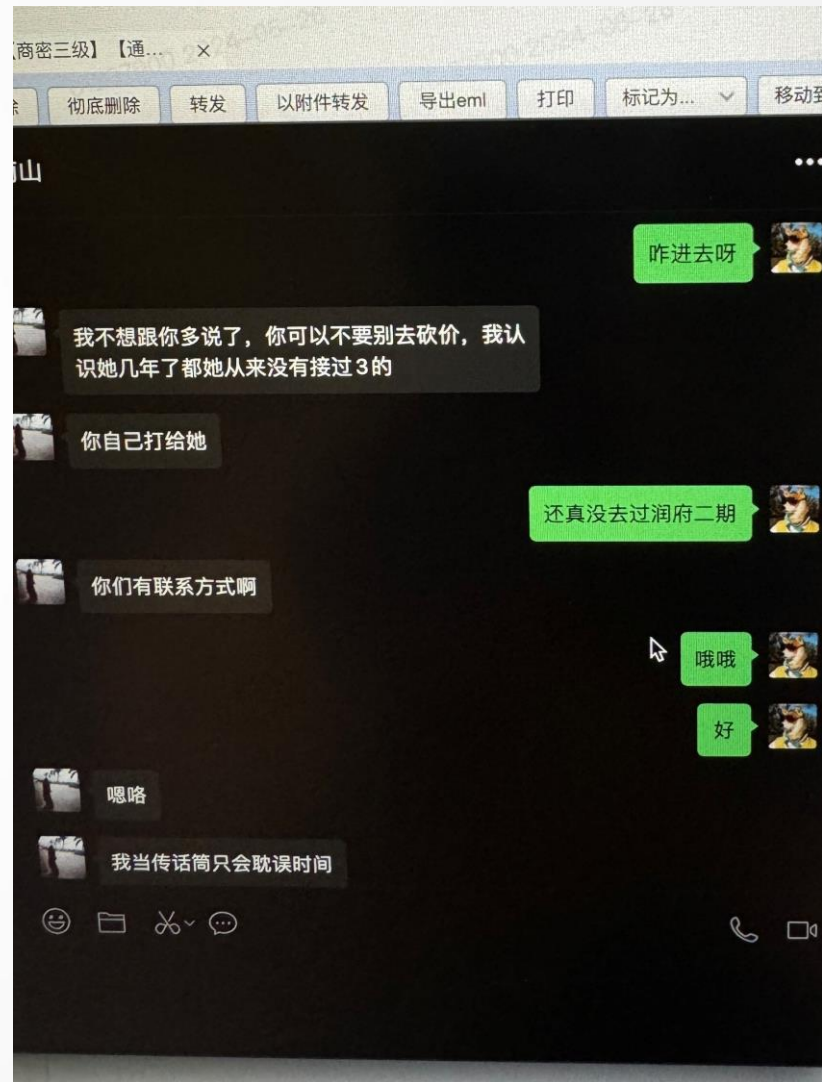 商密三级】【通... ×
彻底删除 转发 以附件转发 导出eml 打印 标记为... 移动到
山
咋进去呀
我不想跟你多说了，你可以不要别去砍价，我认
识她几年了都她从来没有接过3的
你自己打给她
还真没去过润府二期
你们有联系方式啊
哦哦
好
嗯咯
我当传话筒只会耽误时间